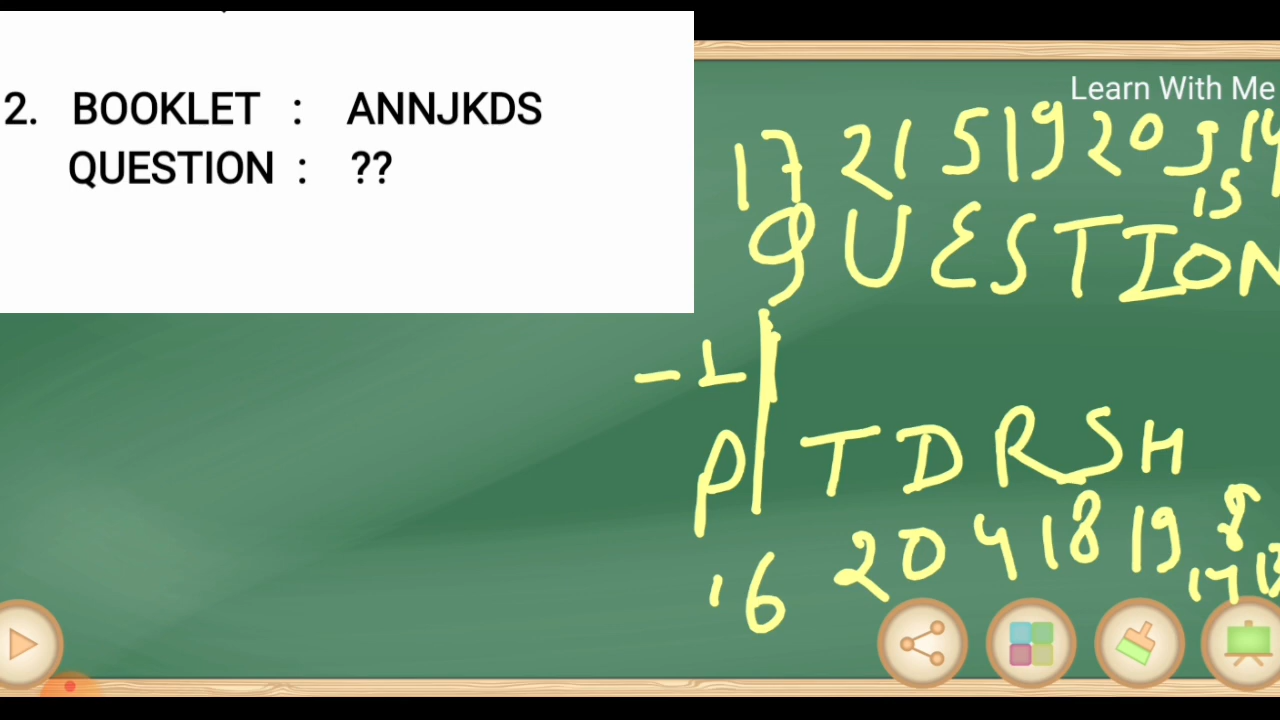 2. BOOKLET : ANNJKDS
QUESTION : ??
Learn With Me
17 21 5 19 20 9 14
15
QUESTION
-1
P T D R S H
16 20 4 18 19 8